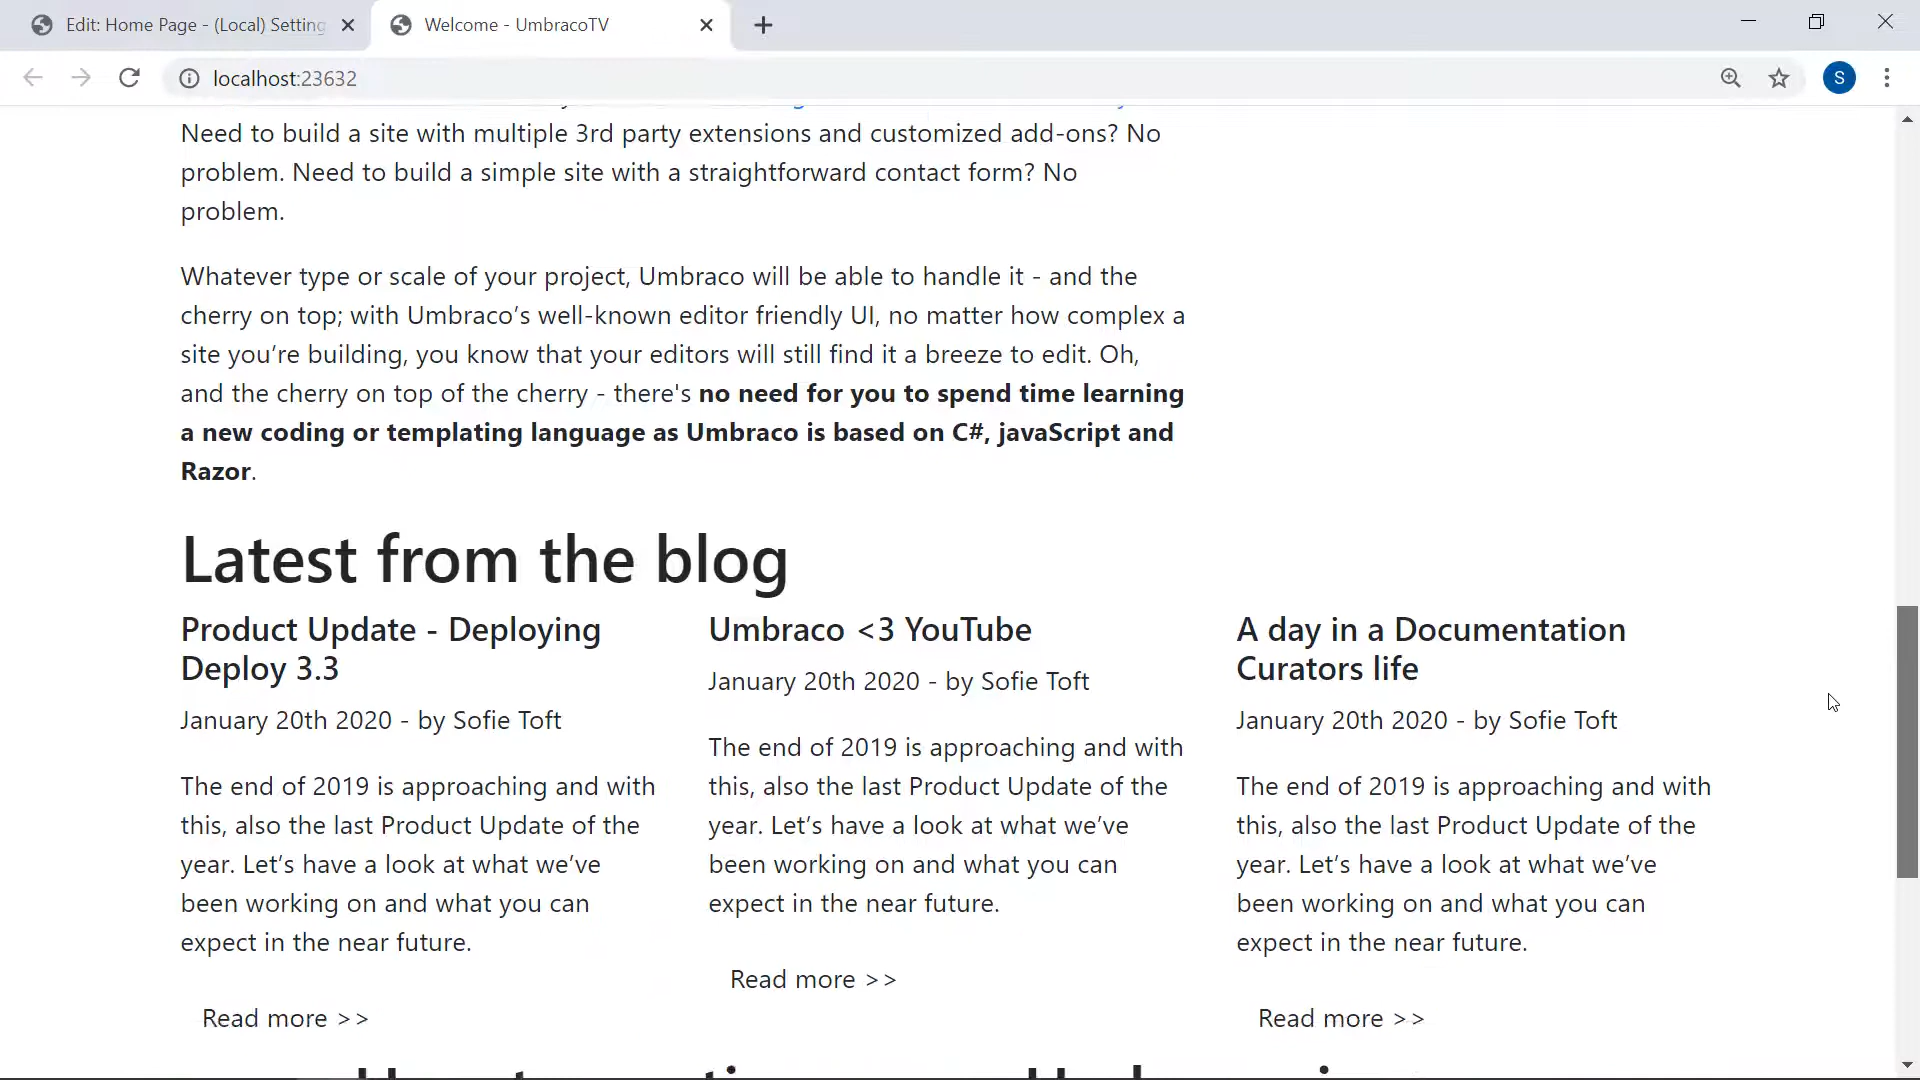 Edit: Home Page - (Local) Setting
Welcome - UmbracoTV
localhost:23632
S
Need to build a site with multiple 3rd party extensions and customized add-ons? No
problem. Need to build a simple site with a straightforward contact form? No
problem.
Whatever type or scale of your project, Umbraco will be able to handle it - and the
cherry on top; with Umbraco’s well-known editor friendly UI, no matter how complex a
site you’re building, you know that your editors will still find it a breeze to edit. Oh,
and the cherry on top of the cherry - there's no need for you to spend time learning
a new coding or templating language as Umbraco is based on C#, javaScript and
Razor.
Latest from the blog
Product Update - Deploying
Deploy 3.3
January 20th 2020 - by Sofie Toft
The end of 2019 is approaching and with
this, also the last Product Update of the
year. Let’s have a look at what we’ve
been working on and what you can
expect in the near future.
Read more >>
Umbraco <3 YouTube
January 20th 2020 - by Sofie Toft
The end of 2019 is approaching and with
this, also the last Product Update of the
year. Let’s have a look at what we’ve
been working on and what you can
expect in the near future.
Read more >>
A day in a Documentation
Curators life
January 20th 2020 - by Sofie Toft
The end of 2019 is approaching and with
this, also the last Product Update of the
year. Let’s have a look at what we’ve
been working on and what you can
expect in the near future.
Read more >>